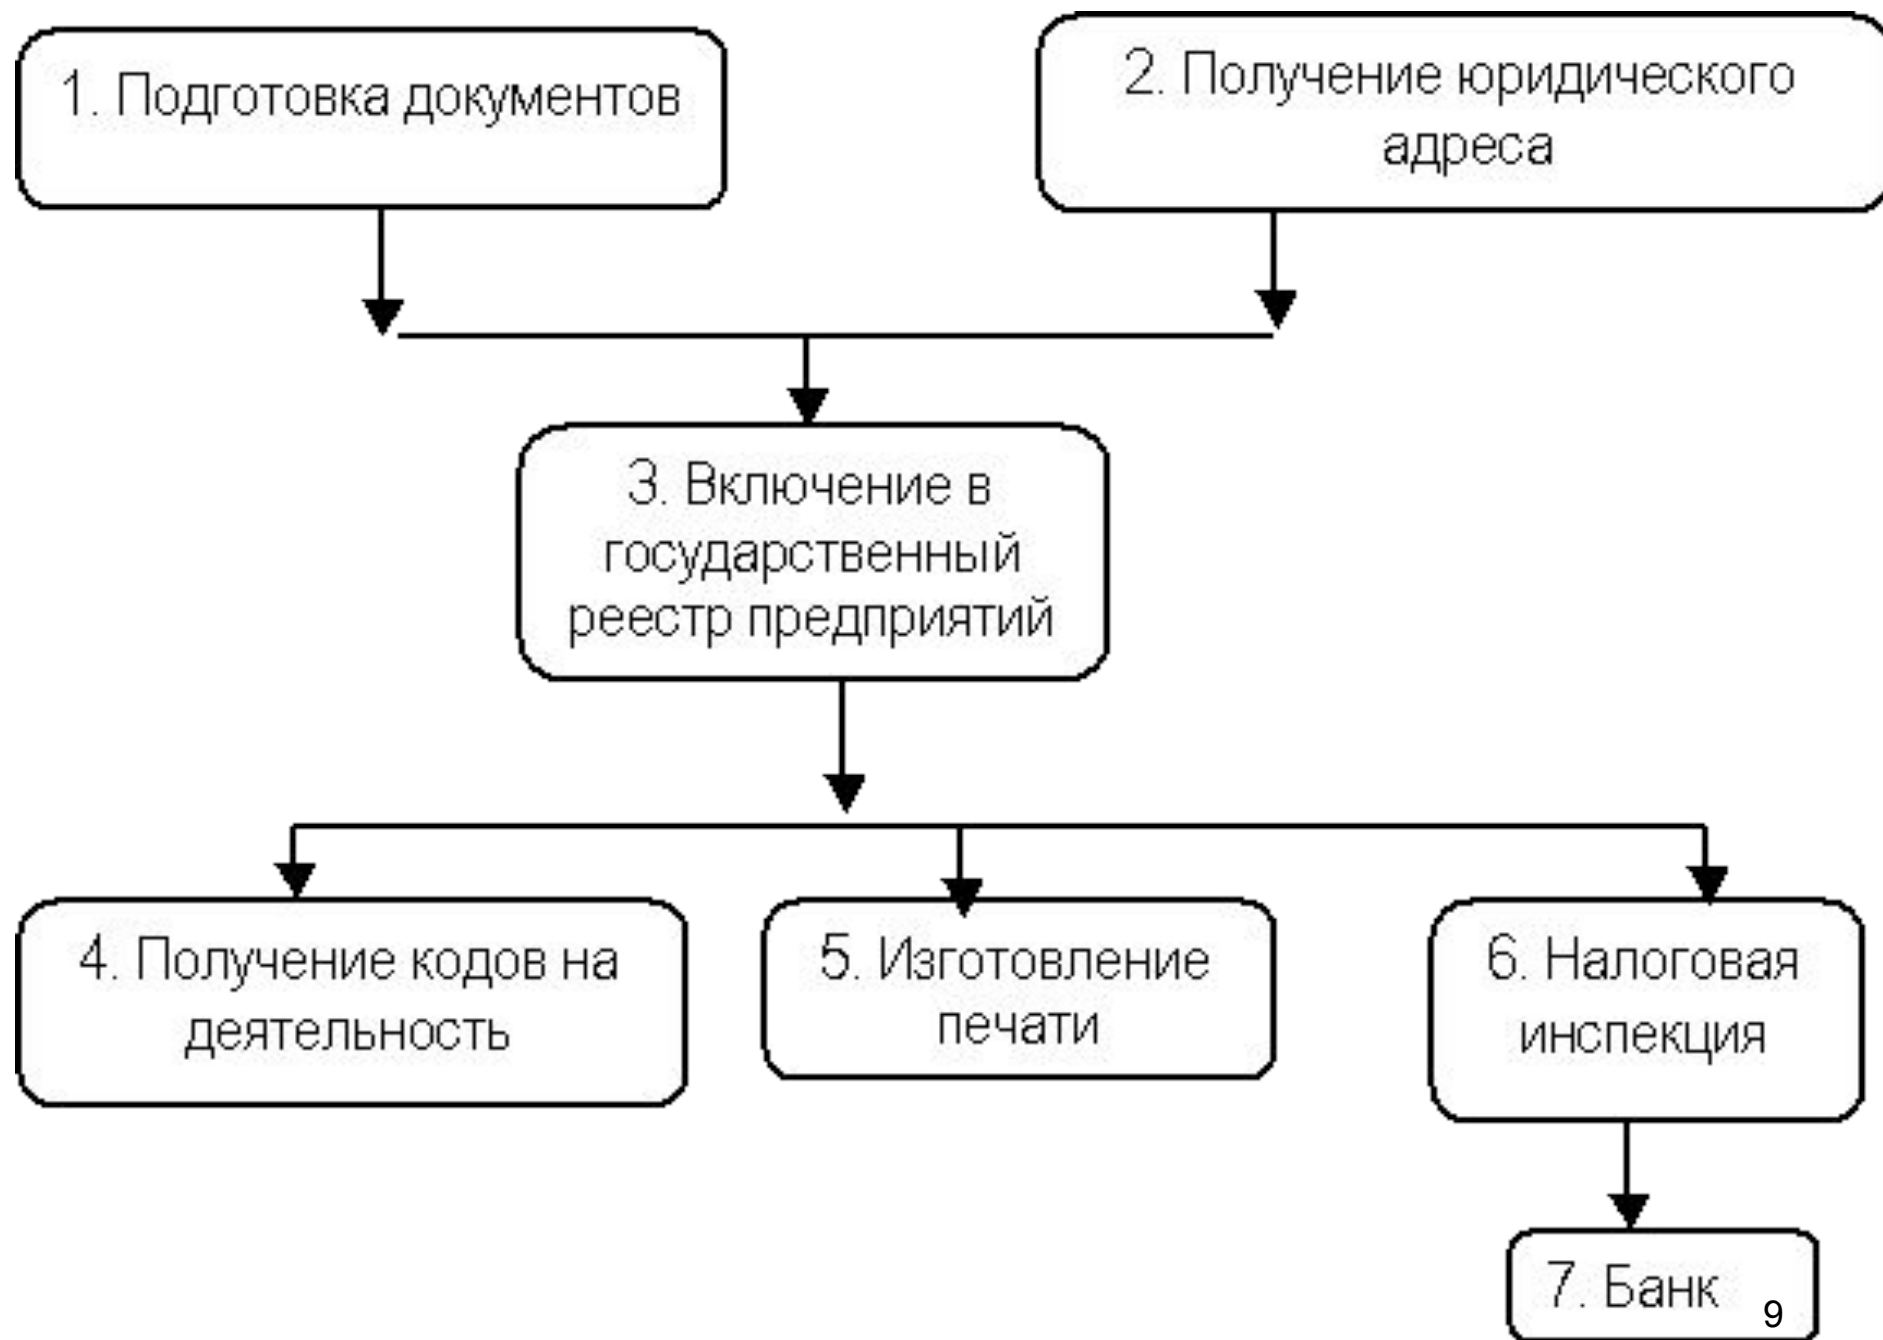 1. Подготовка документов
2. Получение юридического
адреса
3. Включение в
государственный
реестр предприятий
4. Получение кодов на
деятельность
5. Изготовление
печати
6. Налоговая
инспекция
7. Банк
9